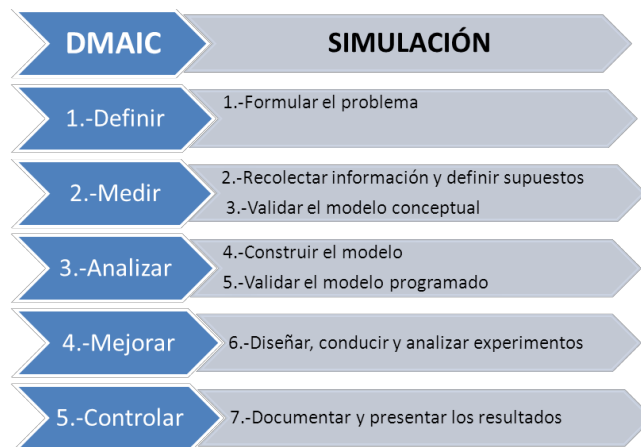 DMAIC
SIMULACIÓN
1.-Definir
1.-Formular el problema
2.-Medir
2.-Recolectar información y definir supuestos
3.-Validar el modelo conceptual
3.-Analizar
4.-Construir el modelo
5.-Validar el modelo programado
4.-Mejorar
6.-Diseñar, conducir y analizar experimentos
5.-Controlar
7.-Documentar y presentar los resultados